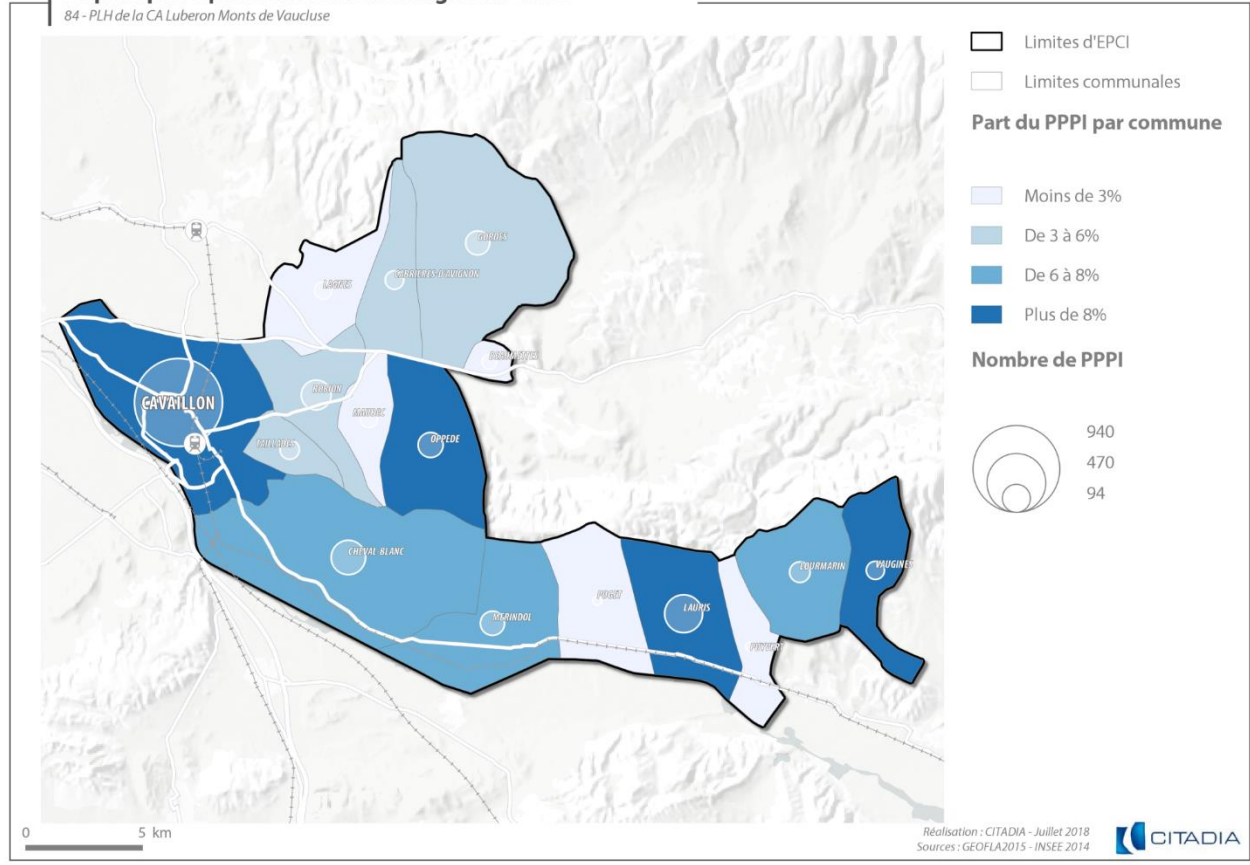 84 - PLH de la CA Luberon Monts de Vaucluse
Limites d'EPCI
Limites communales
Part du PPPI par commune
Moins de 3%
De 3 à 6%
De 6 à 8%
Plus de 8%
Nombre de PPPI
940
470
94
GORDES
CABRIERES-D'AVIGNON
LAGNES
BEAUMETTES
ROBION
CAVAILLON
MAUBEC
TAILLADES
OPPEDE
CHEVAL-BLANC
LOURMARIN
VAUGINES
PUGET
LAURIS
MERINDOL
PUYVERT
0 5 km
Réalisation : CITADIA - Juillet 2018
Sources : GEOFLA2015 - INSEE 2014
CITADIA